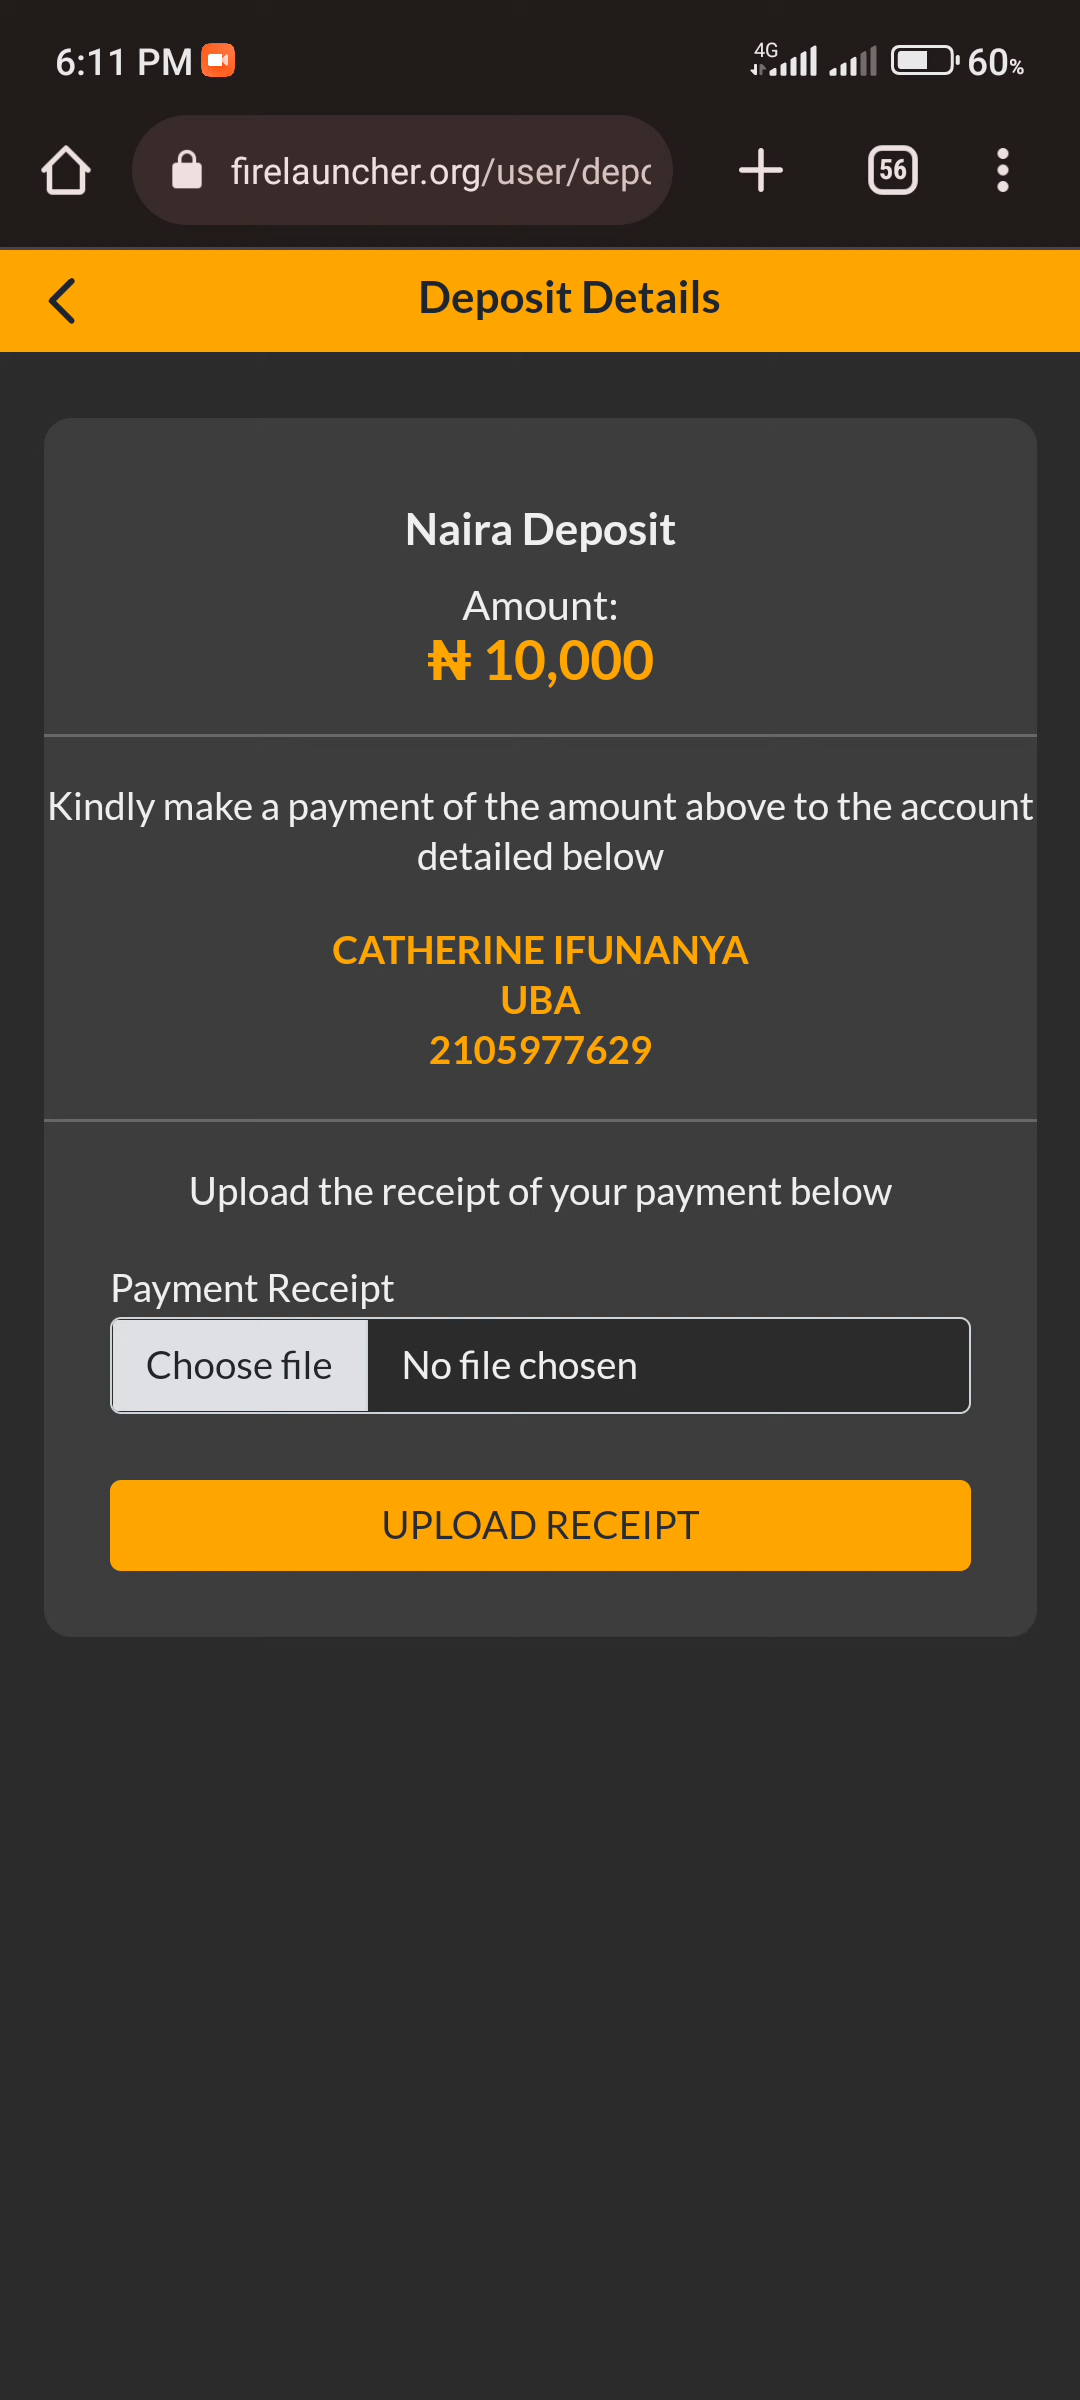 6:11 PM
4G
60%
firelauncher.org/user/depo
56
Deposit Details
Naira Deposit
Amount:
₦ 10,000
Kindly make a payment of the amount above to the account
detailed below
CATHERINE IFUNANYA
UBA
2105977629
Upload the receipt of your payment below
Payment Receipt
Choose file
No file chosen
UPLOAD RECEIPT